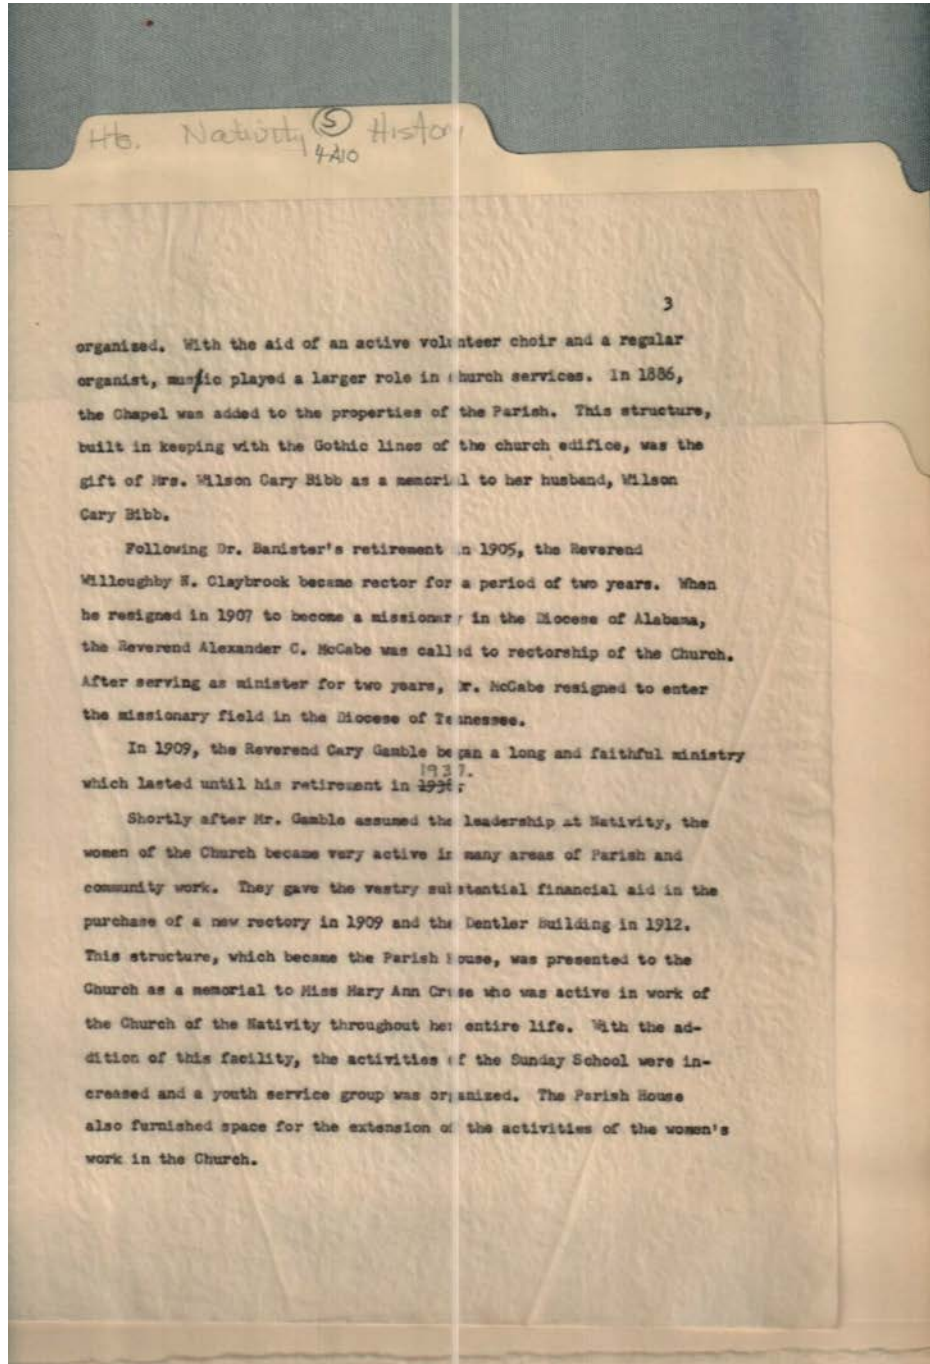 Hb. Nativity History
5
4-A10
3
organized. With the aid of an active volunteer choir and a regular
organist, music played a larger role in church services. In 1886,
the Chapel was added to the properties of the Parish. This structure,
built in keeping with the Gothic lines of the church edifice, was the
gift of Mrs. Wilson Cary Bibb as a memorial to her husband, Wilson
Cary Bibb.
Following Dr. Banister's retirement in 1905, the Reverend
Willoughby N. Claybrook became rector for a period of two years. When
he resigned in 1907 to become a missionary in the Diocese of Alabama,
the Reverend Alexander C. McCabe was called to rectorship of the Church.
After serving as minister for two years, Dr. McCabe resigned to enter
the missionary field in the Diocese of Tennessee.
In 1909, the Reverend Cary Gamble began a long and faithful ministry
1937.
which lasted until his retirement in
Shortly after Mr. Gamble assumed the leadership at Nativity, the
women of the Church became very active in many areas of Parish and
community work. They gave the vestry substantial financial aid in the
purchase of a new rectory in 1909 and the Dentler Building in 1912.
This structure, which became the Parish House, was presented to the
Church as a memorial to Miss Mary Ann Cruse who was active in work of
the Church of the Nativity throughout her entire life. With the ad-
dition of this facility, the activities of the Sunday School were in-
creased and a youth service group was organized. The Parish House
also furnished space for the extension of the activities of the women's
work in the Church.